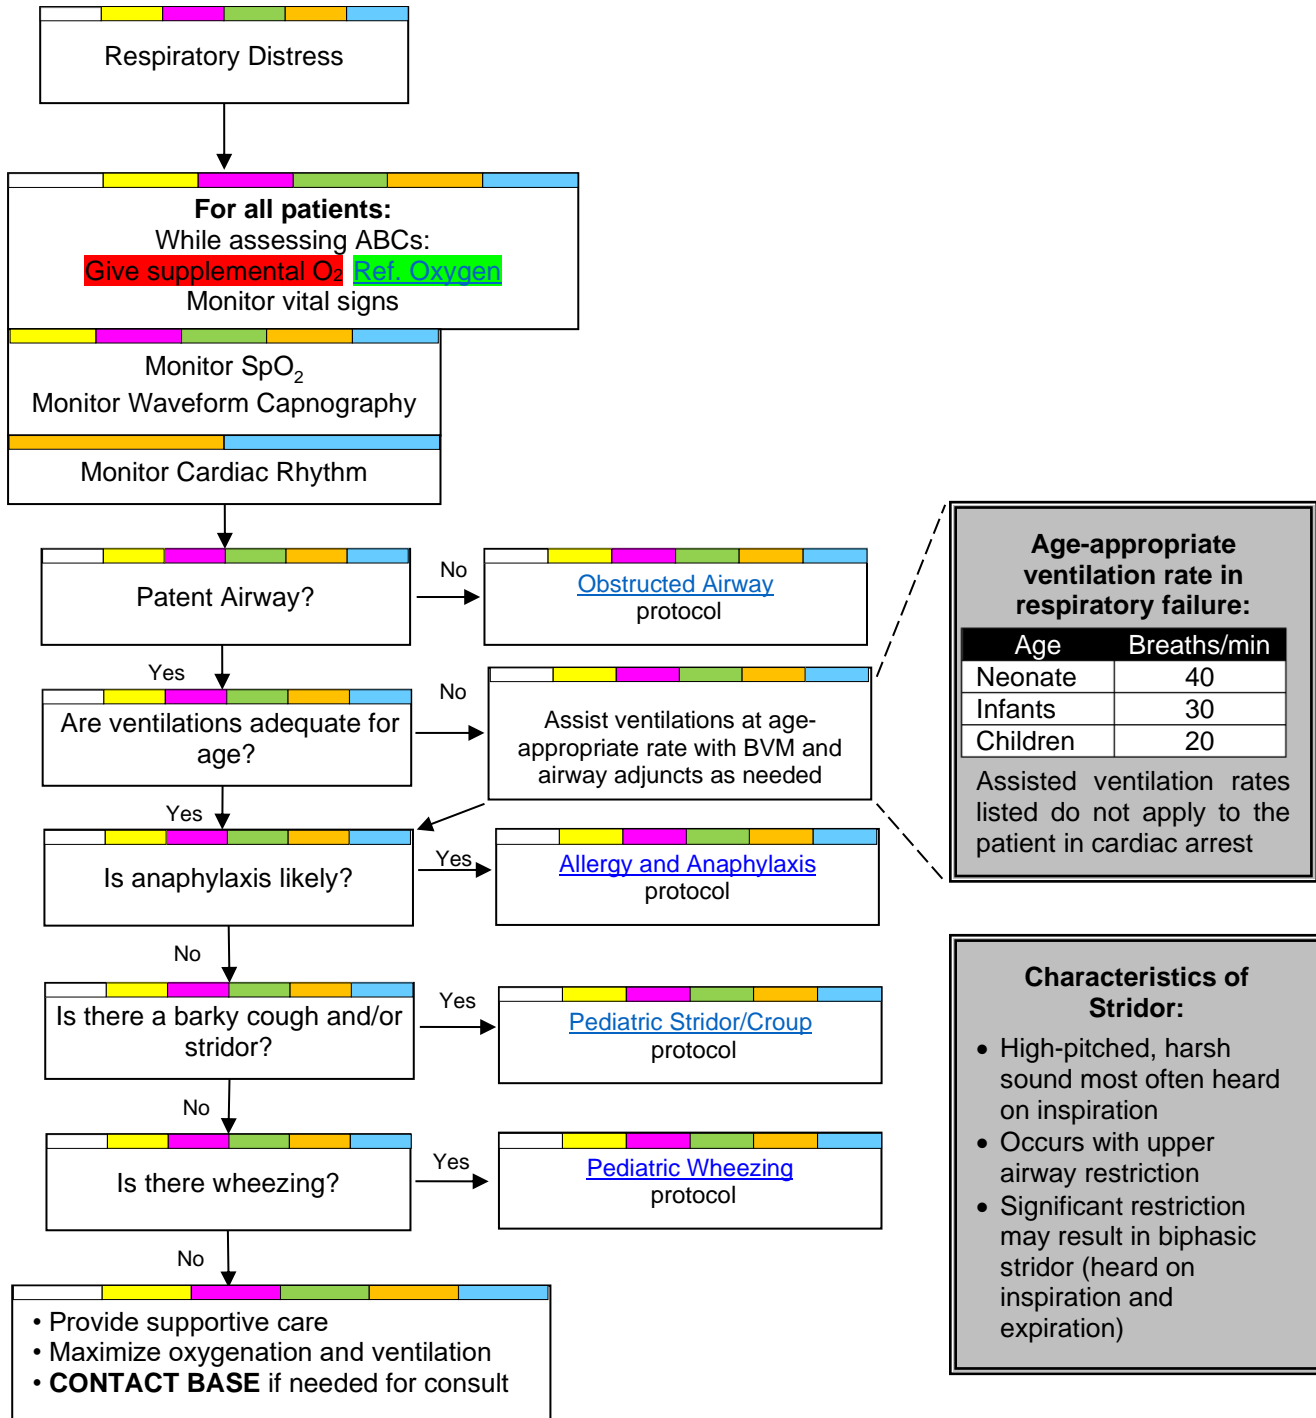 Respiratory Distress
For all patients:
While assessing ABCs:
Give supplemental O₂ Ref. Oxygen
Monitor vital signs
Monitor SpO₂
Monitor Waveform Capnography
Monitor Cardiac Rhythm
Patent Airway?
No
Obstructed Airway
protocol
Yes
Are ventilations adequate for
age?
No
Assist ventilations at age-
appropriate rate with BVM and
airway adjuncts as needed
Age-appropriate
ventilation rate in
respiratory failure:
Age Breaths/min
Neonate 40
Infants 30
Children 20
Assisted ventilation rates
listed do not apply to the
patient in cardiac arrest
Yes
Is anaphylaxis likely?
Yes
Allergy and Anaphylaxis
protocol
No
Is there a barky cough and/or
stridor?
Yes
Pediatric Stridor/Croup
protocol
No
Is there wheezing?
Yes
Pediatric Wheezing
protocol
No
• Provide supportive care
• Maximize oxygenation and ventilation
• CONTACT BASE if needed for consult
Characteristics of
Stridor:
• High-pitched, harsh
sound most often heard
on inspiration
• Occurs with upper
airway restriction
• Significant restriction
may result in biphasic
stridor (heard on
inspiration and
expiration)